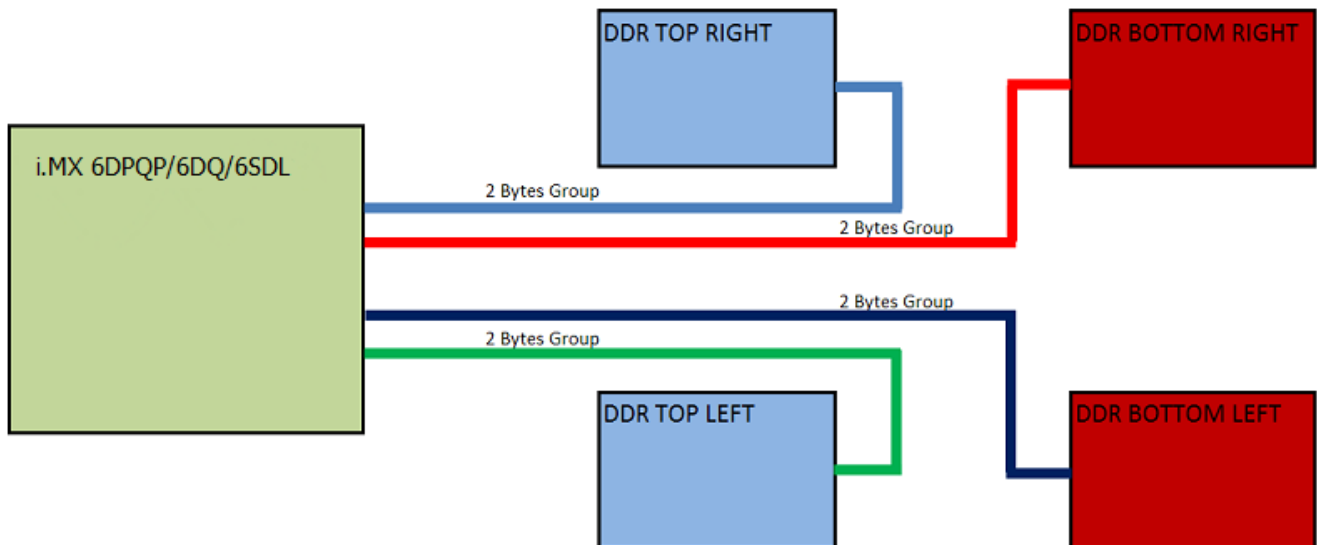 DDR TOP RIGHT
DDR BOTTOM RIGHT
i.MX 6DPQP/6DQ/6SDL
2 Bytes Group
2 Bytes Group
2 Bytes Group
2 Bytes Group
DDR TOP LEFT
DDR BOTTOM LEFT